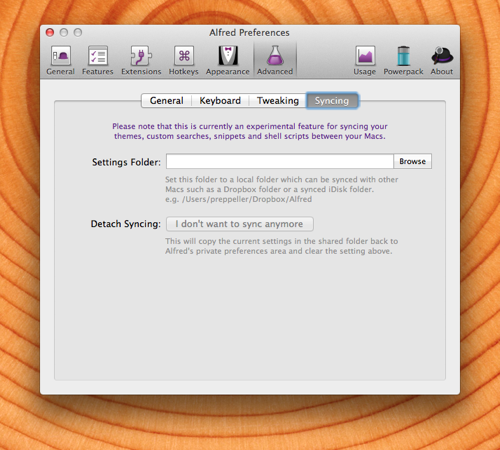 Alfred Preferences
General Features Extensions Hotkeys Appearance Advanced Usage Powerpack About
General Keyboard Tweaking Syncing
Please note that this is currently an experimental feature for syncing your
themes, custom searches, snippets and shell scripts between your Macs.
Settings Folder: Browse
Set this folder to a local folder which can be synced with other
Macs such as a Dropbox folder or a synced iDisk folder.
e.g. /Users/preppeller/Dropbox/Alfred
Detach Syncing: I don't want to sync anymore
This will copy the current settings in the shared folder back to
Alfred's private preferences area and clear the setting above.